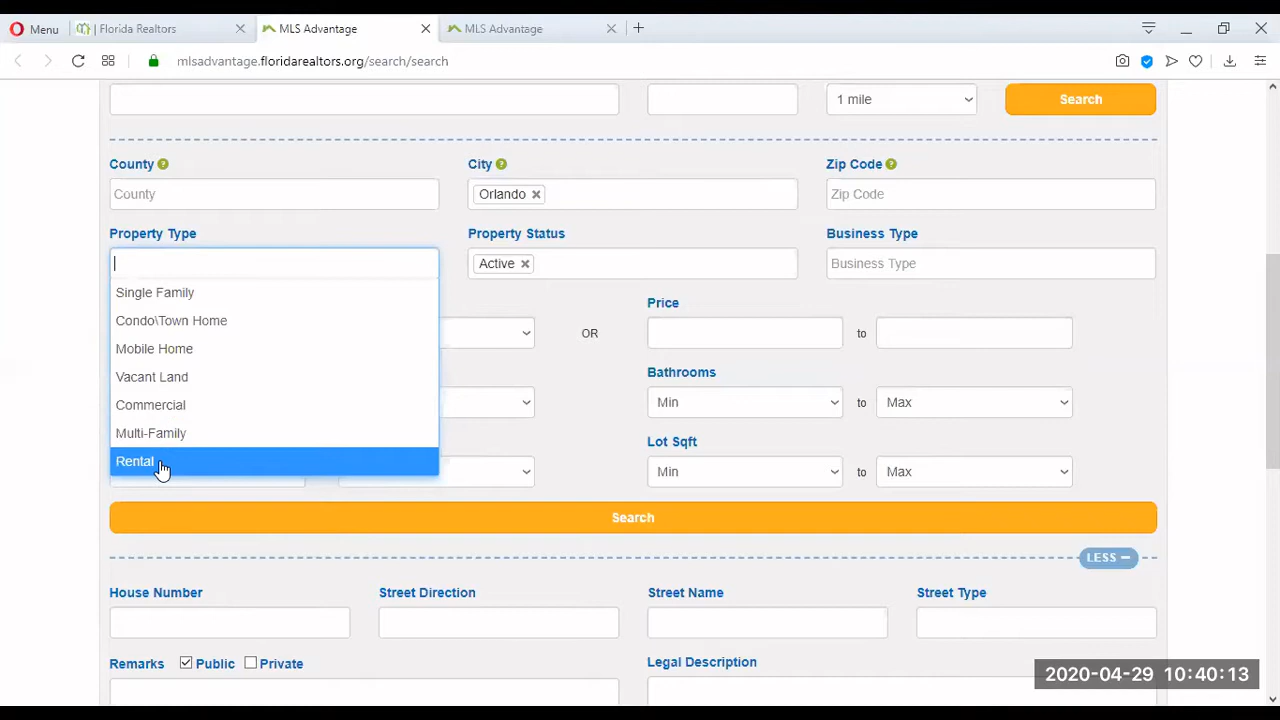 Menu
Florida Realtors
MLS Advantage
MLS Advantage
mlsadvantage.floridarealtors.org/search/search
1 mile
Search
County
City
Zip Code
County
Orlando
Zip Code
Property Type
Property Status
Business Type
Active
Business Type
Single Family
Price
Condo\Town Home
OR
to
Mobile Home
Vacant Land
Bathrooms
Commercial
Min
to
Max
Multi-Family
Lot Sqft
Rental
Min
to
Max
Search
LESS −
House Number
Street Direction
Street Name
Street Type
Remarks
Public
Private
Legal Description
2020-04-29 10:40:13